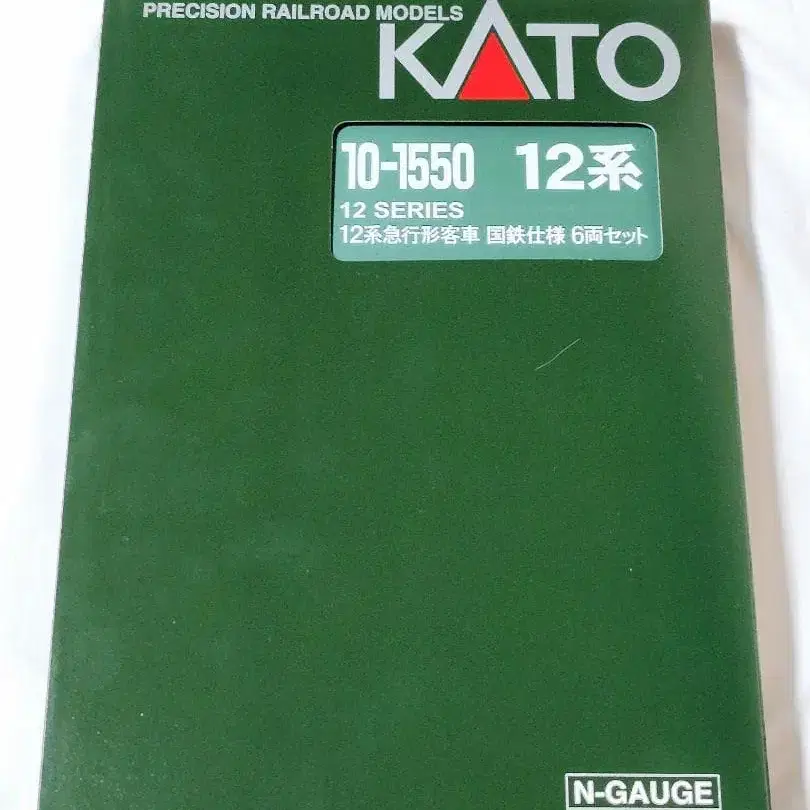 PRECISION RAILROAD MODELS
KATO
10-1550 12系
12 SERIES
12系急行形客車 国鉄仕様 6両セット
N-GAUGE